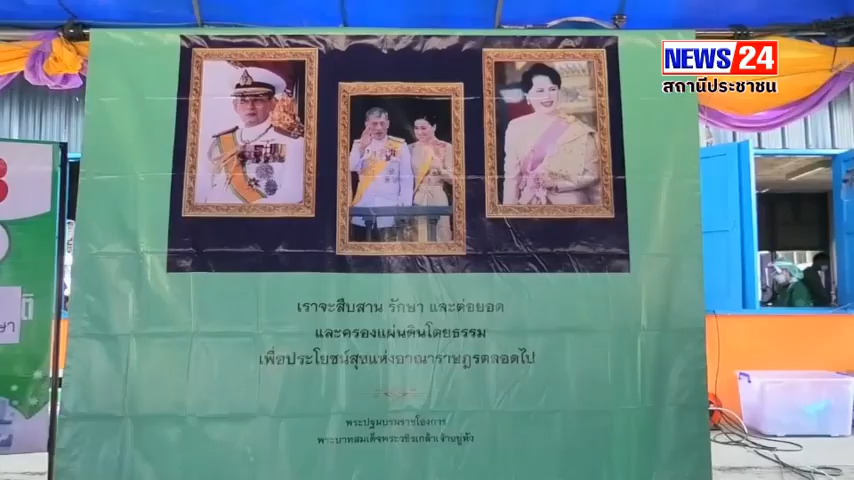 NEWS 24
สถานีประชาชน
เราจะสืบสาน รักษา และต่อยอด
และครองแผ่นดินโดยธรรม
เพื่อประโยชน์สุขแห่งอาณาราษฎรตลอดไป
พระปฐมบรมราชโองการ
พระบาทสมเด็จพระวชิรเกล้าเจ้าอยู่หัว